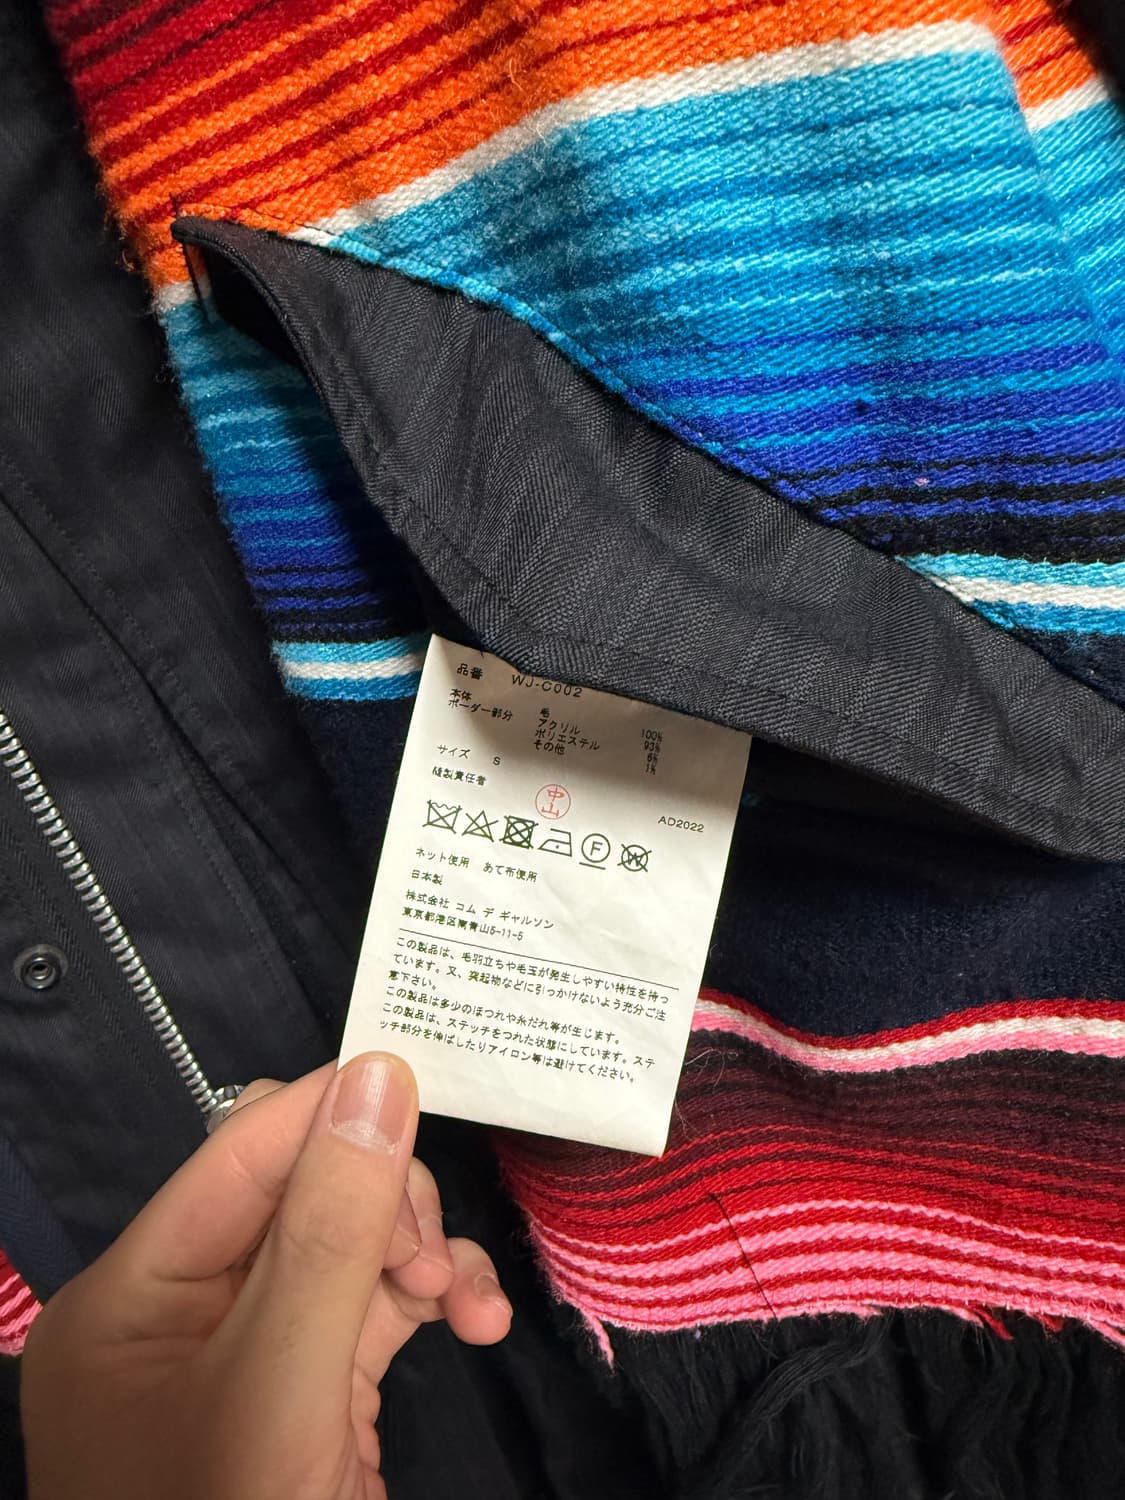 品番 WJ-C002
本体 毛 100%
ボーダー部分 アクリル 93%
ポリエステル 6%
その他 1%
サイズ S
縫製責任者 中山
AD2022
F W
ネット使用 あて布使用
日本製
株式会社 コム デ ギャルソン
東京都港区南青山5-11-5
この製品は、毛羽立ちや毛玉が発生しやすい特性を持っ
ています。又、突起物などに引っかけないよう充分ご注
意下さい。
この製品は多少のほつれや糸だれ等が生じます。
この製品は、ステッチをつれた状態にしています。ステ
ッチ部分を伸ばしたりアイロン等は避けてください。